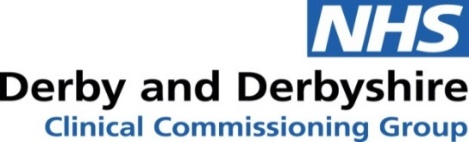 NHS
Derby and Derbyshire
Clinical Commissioning Group